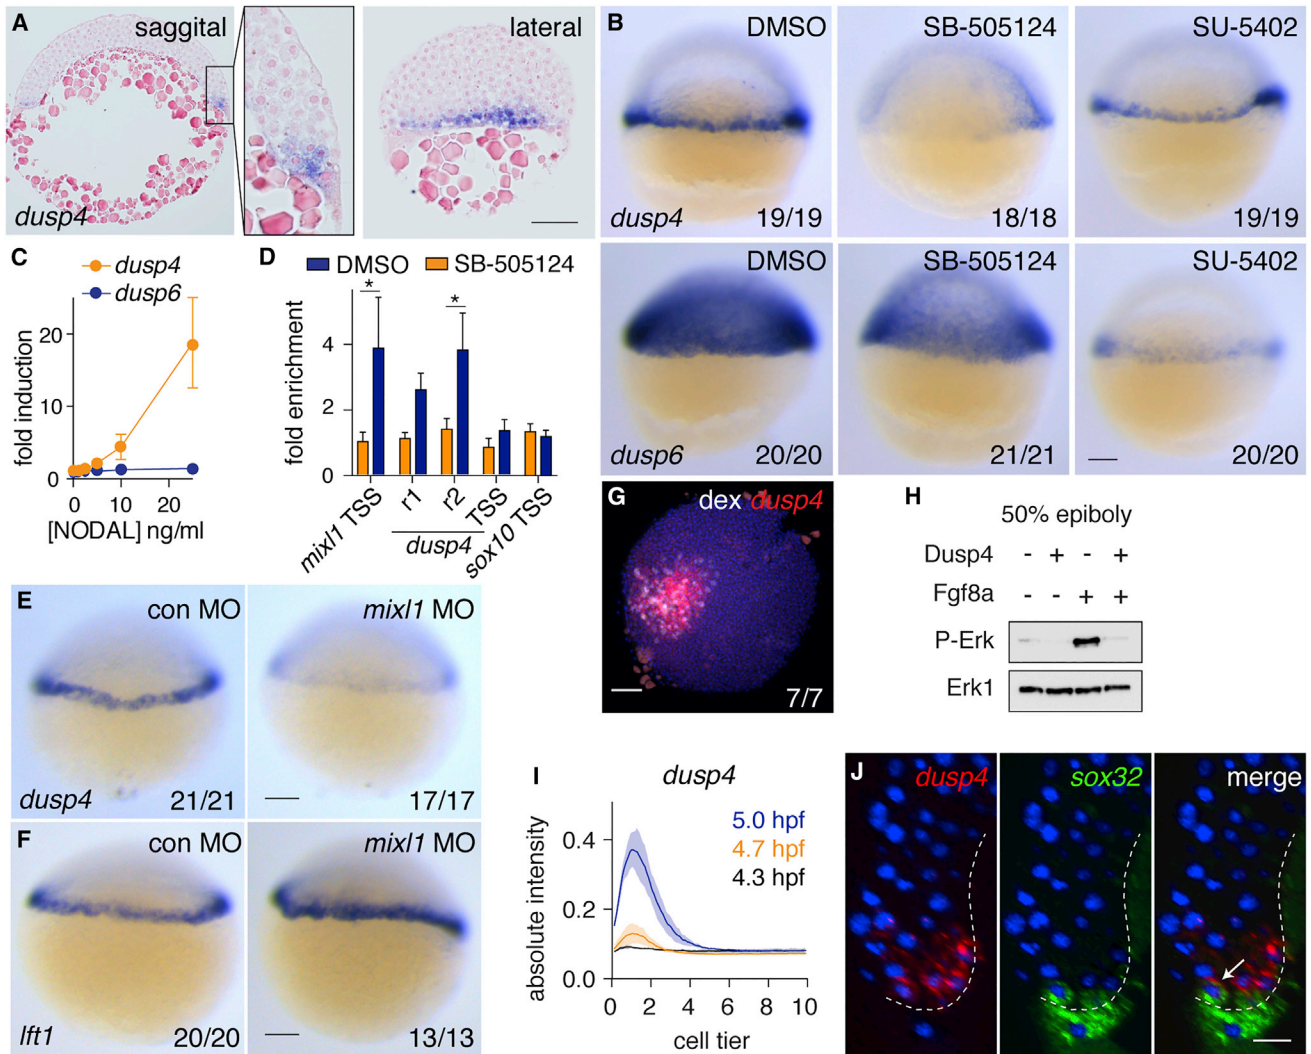 A
saggital
lateral
dusp4
B
DMSO
SB-505124
SU-5402
dusp4
19/19
18/18
19/19
DMSO
SB-505124
SU-5402
dusp6
20/20
21/21
20/20
C
dusp4
dusp6
fold induction
20
10
0
0
10
20
[NODAL] ng/ml
D
DMSO
SB-505124
*
*
fold enrichment
4
2
0
mixl1 TSS
r1
r2
TSS
dusp4
sox10 TSS
E
con MO
mixl1 MO
dusp4
21/21
17/17
F
con MO
mixl1 MO
lft1
20/20
13/13
G
dex dusp4
7/7
H
50% epiboly
Dusp4 - + - +
Fgf8a - - + +
P-Erk
Erk1
I
dusp4
5.0 hpf
4.7 hpf
4.3 hpf
absolute intensity
0.4
0.2
0.0
0 2 4 6 8 10
cell tier
J
dusp4
sox32
merge